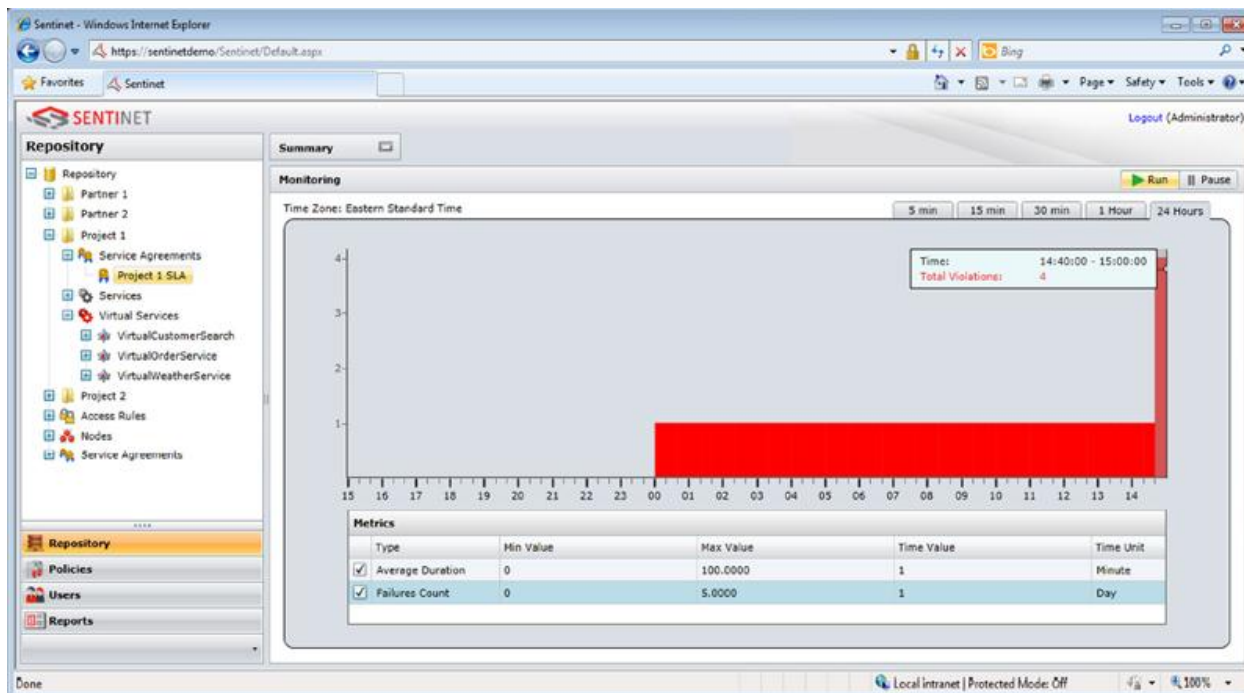 Sentinet - Windows Internet Explorer
https://sentinetdemo/Sentinet/Default.aspx
Bing
Favorites
Sentinet
Page
Safety
Tools
SENTINET
Logout (Administrator)
Repository
Summary
Repository
Partner 1
Partner 2
Project 1
Service Agreements
Project 1 SLA
Services
Virtual Services
VirtualCustomerSearch
VirtualOrderService
VirtualWeatherService
Project 2
Access Rules
Nodes
Service Agreements
Repository
Policies
Users
Reports
Monitoring
Run
Pause
Time Zone: Eastern Standard Time
5 min
15 min
30 min
1 Hour
24 Hours
Time: 14:40:00 - 15:00:00
Total Violations: 4
4
3
2
1
15 16 17 18 19 20 21 22 23 00 01 02 03 04 05 06 07 08 09 10 11 12 13 14
Metrics
Type Min Value Max Value Time Value Time Unit
Average Duration 0 100.0000 1 Minute
Failures Count 0 5.0000 1 Day
Done
Local intranet | Protected Mode: Off
100%